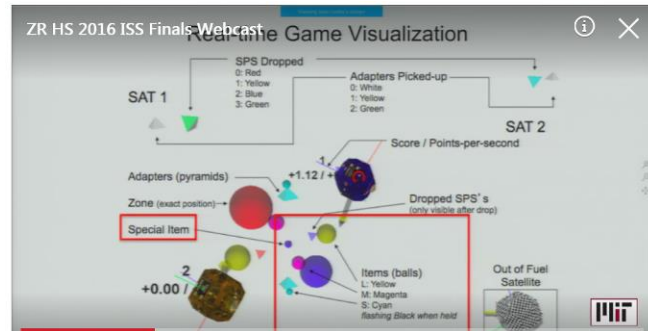 ZR HS 2016 ISS Finals Webcast
Real-time Game Visualization
SPS Dropped
0: Red
1: Yellow
2: Blue
3: Green
Adapters Picked-up
0: White
1: Yellow
2: Green
SAT 1
SAT 2
Score / Points-per-second
1
+1.12 / +
Adapters (pyramids)
Zone (exact position)
Dropped SPS's
(only visible after drop)
Special Item
2
+0.00 /
Items (balls)
L: Yellow
M: Magenta
S: Cyan
flashing Black when held
Out of Fuel
Satellite
MIT